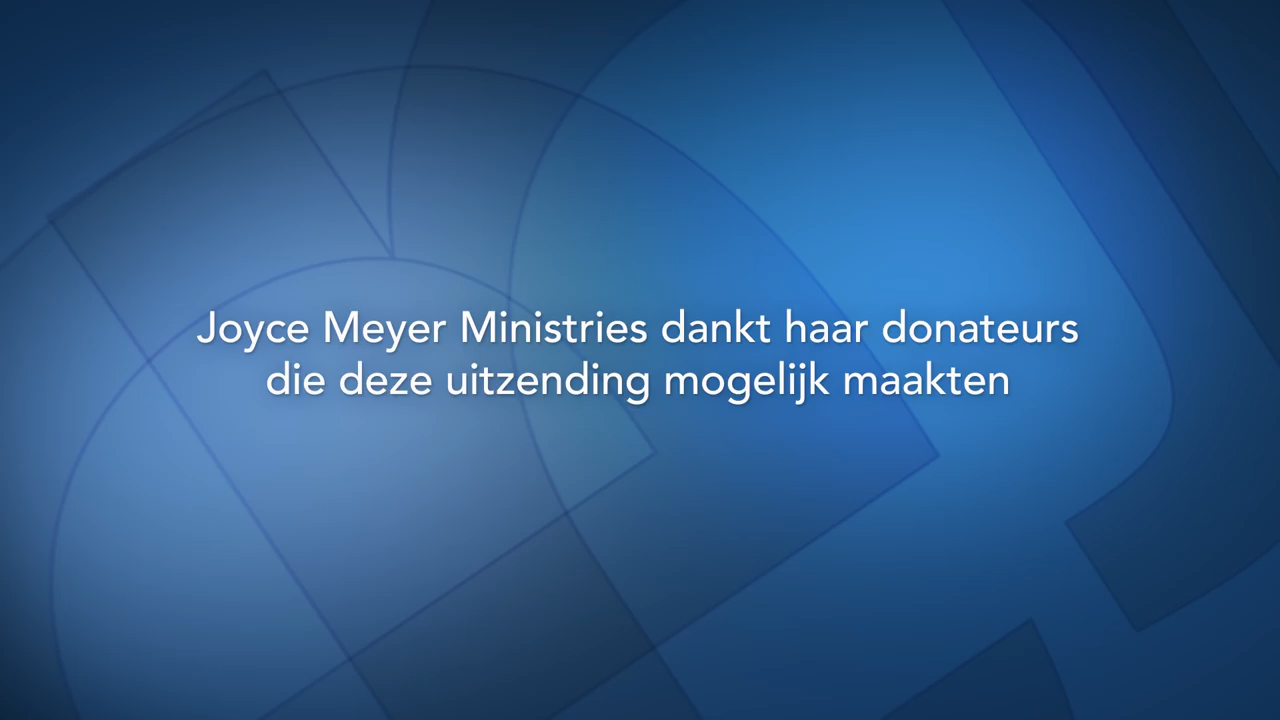 Joyce Meyer Ministries dankt haar donateurs
die deze uitzending mogelijk maakten